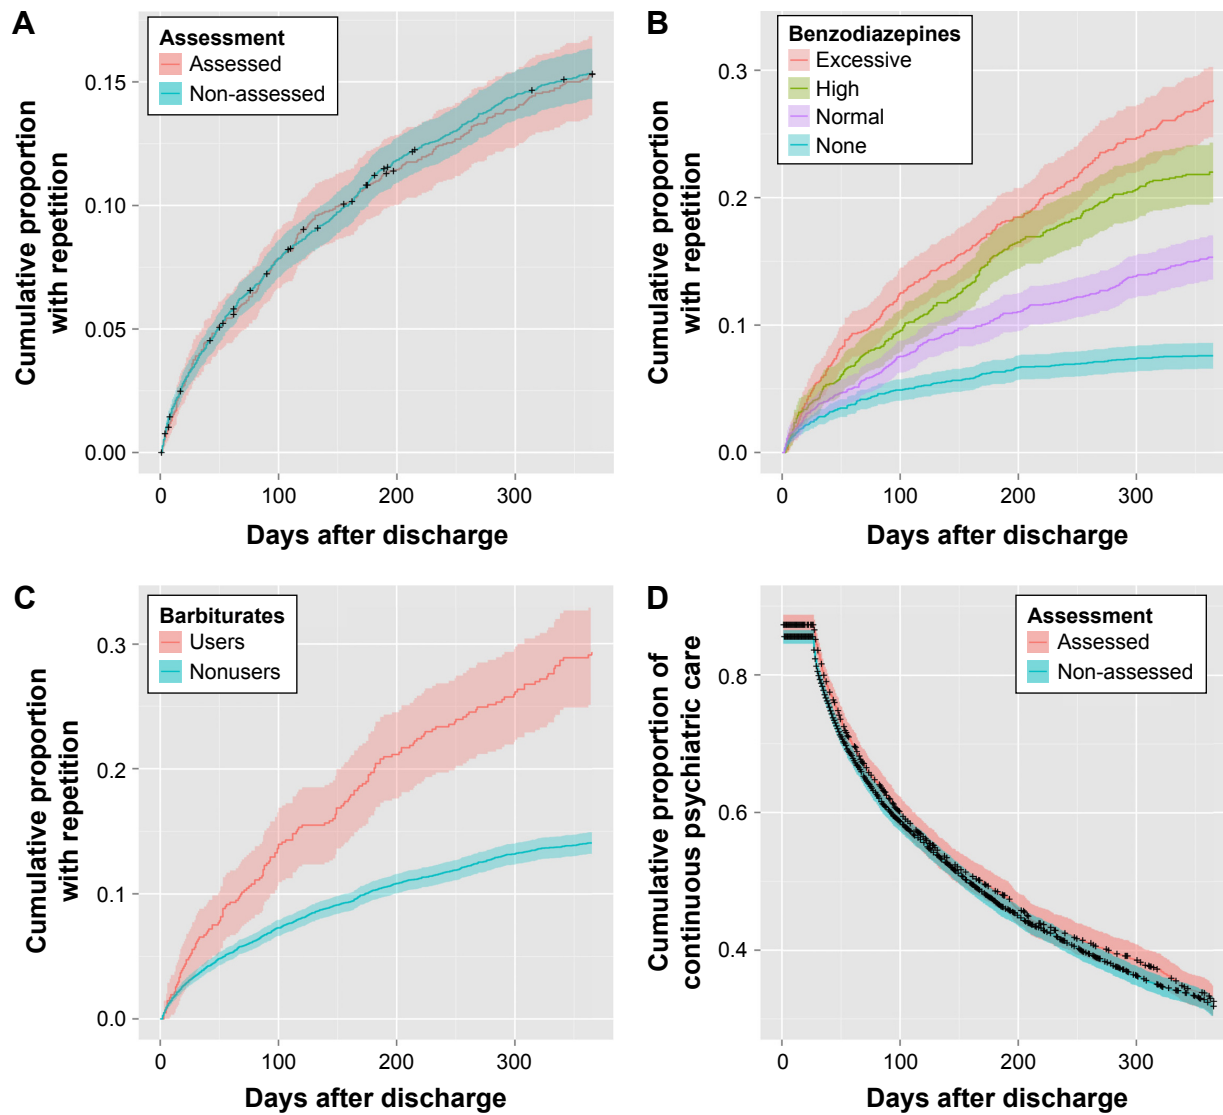 A
Assessment
Assessed
Non-assessed
Cumulative proportion
with repetition
0.15
0.10
0.05
0.00
0
100
200
300
Days after discharge
B
Benzodiazepines
Excessive
High
Normal
None
Cumulative proportion
with repetition
0.3
0.2
0.1
0.0
0
100
200
300
Days after discharge
C
Barbiturates
Users
Nonusers
Cumulative proportion
with repetition
0.3
0.2
0.1
0.0
0
100
200
300
Days after discharge
D
Assessment
Assessed
Non-assessed
Cumulative proportion of
continuous psychiatric care
0.8
0.6
0.4
0
100
200
300
Days after discharge